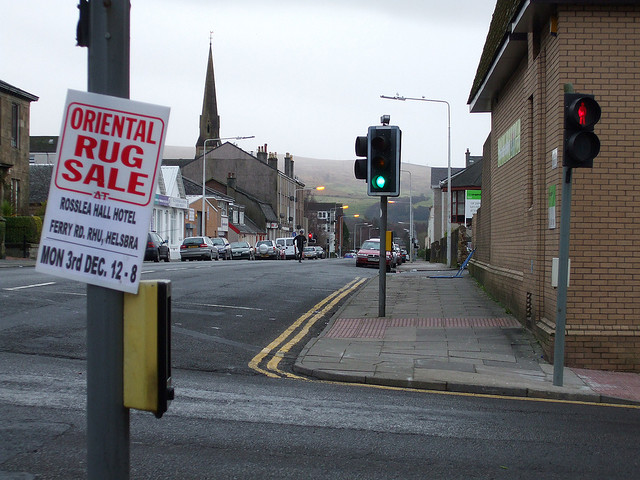 ORIENTAL
RUG
SALE
AT
ROSSLEA HALL HOTEL
FERRY RD. RHU, HELSBRA
MON 3rd DEC. 12-8